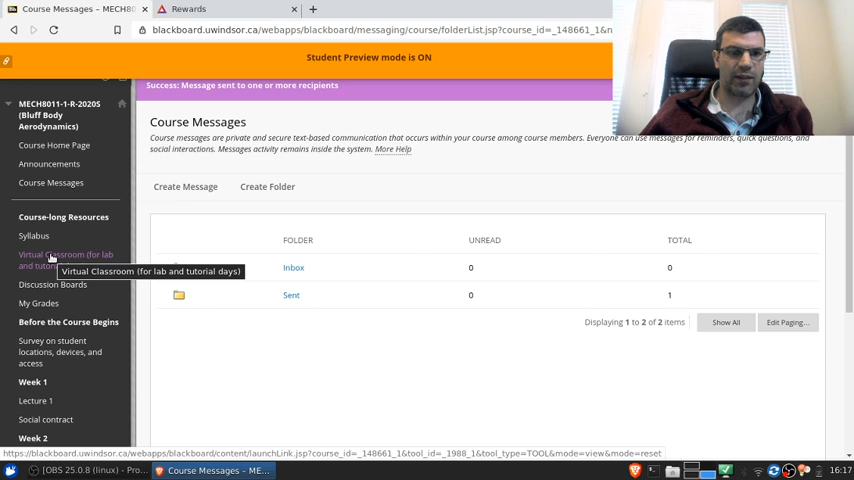 Course Messages – MECH80
Rewards
blackboard.uwindsor.ca/webapps/blackboard/messaging/course/folderList.jsp?course_id=_148661_1&n
Student Preview mode is ON
Success: Message sent to one or more recipients
MECH8011-1-R-2020S
(Bluff Body
Aerodynamics)
Course Home Page
Announcements
Course Messages
Course-long Resources
Syllabus
Virtual Classroom (for lab
and tutori
Virtual Classroom (for lab and tutorial days)
Discussion Boards
My Grades
Before the Course Begins
Survey on student
locations, devices, and
access
Week 1
Lecture 1
Social contract
Week 2
Course Messages
Course messages are private and secure text-based communication that occurs within your course among course members. Everyone can use messages for reminders, quick questions, and
social interactions. Messages activity remains inside the system. More Help
Create Message
Create Folder
FOLDER UNREAD TOTAL
Inbox 0 0
Sent 0 1
Displaying 1 to 2 of 2 items
Show All
Edit Paging...
https://blackboard.uwindsor.ca/webapps/blackboard/content/launchLink.jsp?course_id=_148661_1&tool_id=_1988_1&tool_type=TOOL&mode=view&mode=reset
[OBS 25.0.8 (linux) - Pro...
Course Messages – ME...
16:17